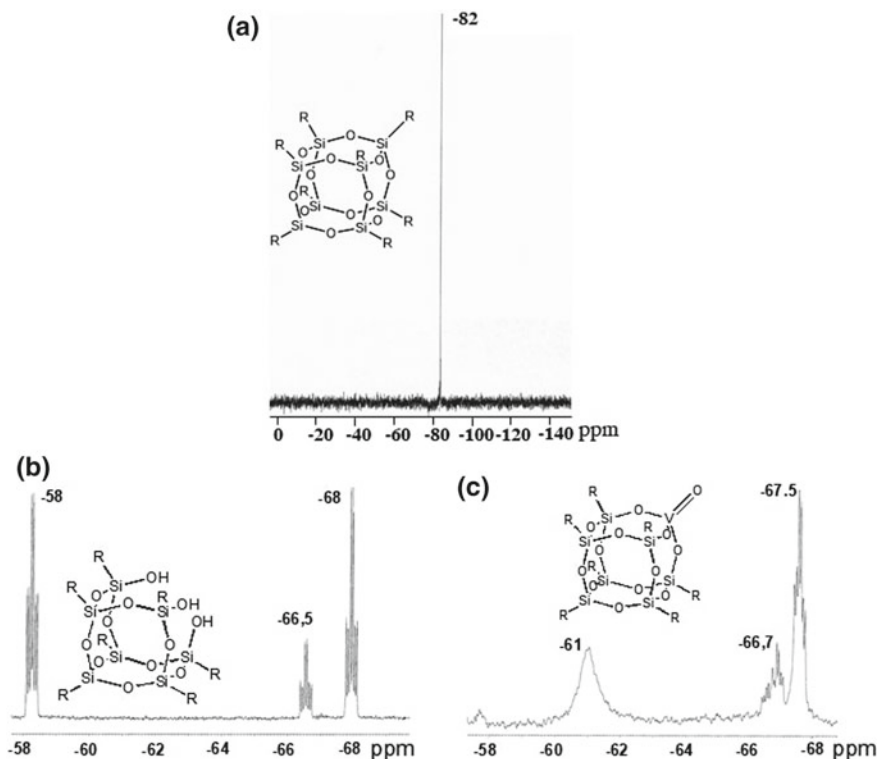 (a)
-82
R R
O
R Si Si
O R O
Si O Si
O O
O R O
O Si O Si R
Si O Si O
R R
0 -20 -40 -60 -80 -100 -120 -140 ppm
(b)
-58
-68
R
Si OH
R O
Si O R Si OH
O OH
-66,5
O R O O
O Si O Si R
Si O Si O
R R
-58 -60 -62 -64 -66 -68 ppm
(c)
-67.5
R O
O V
R O Si
Si O R Si O
O O O
O R O
O Si O Si R
Si O Si O
R R
-61
-66,7
-58 -60 -62 -64 -66 -68 ppm